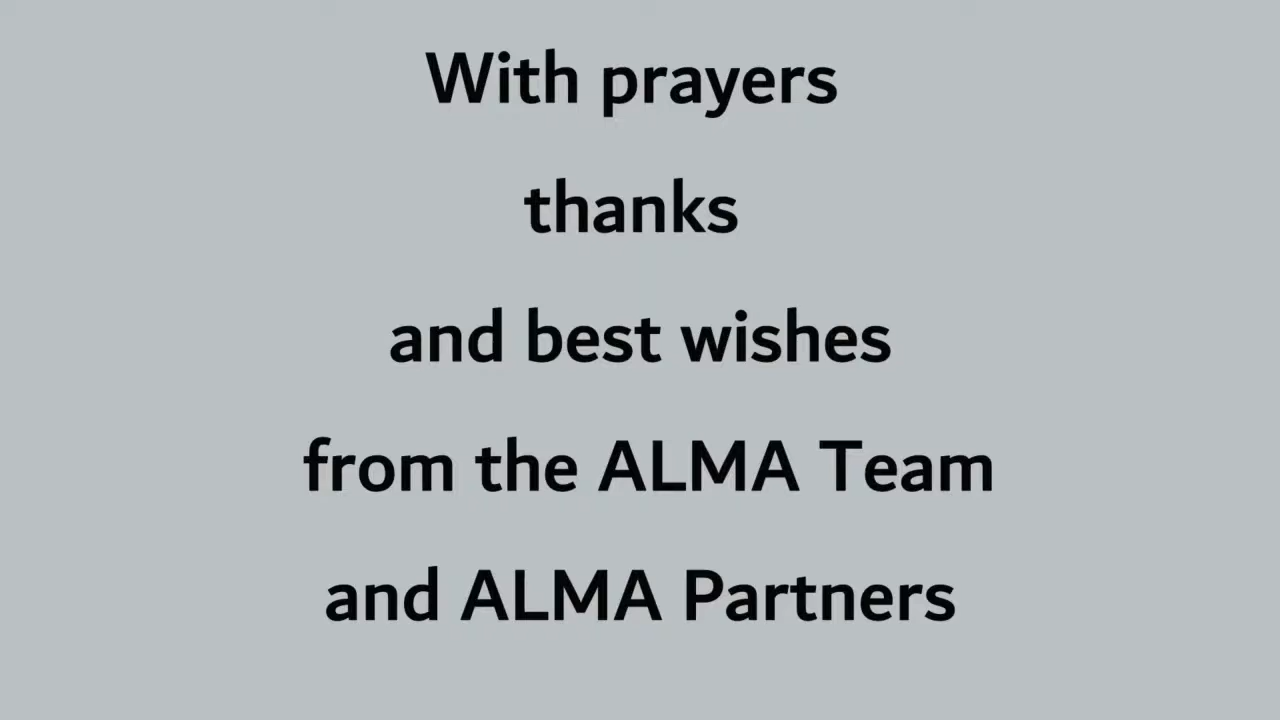 With prayers
thanks
and best wishes
from the ALMA Team
and ALMA Partners